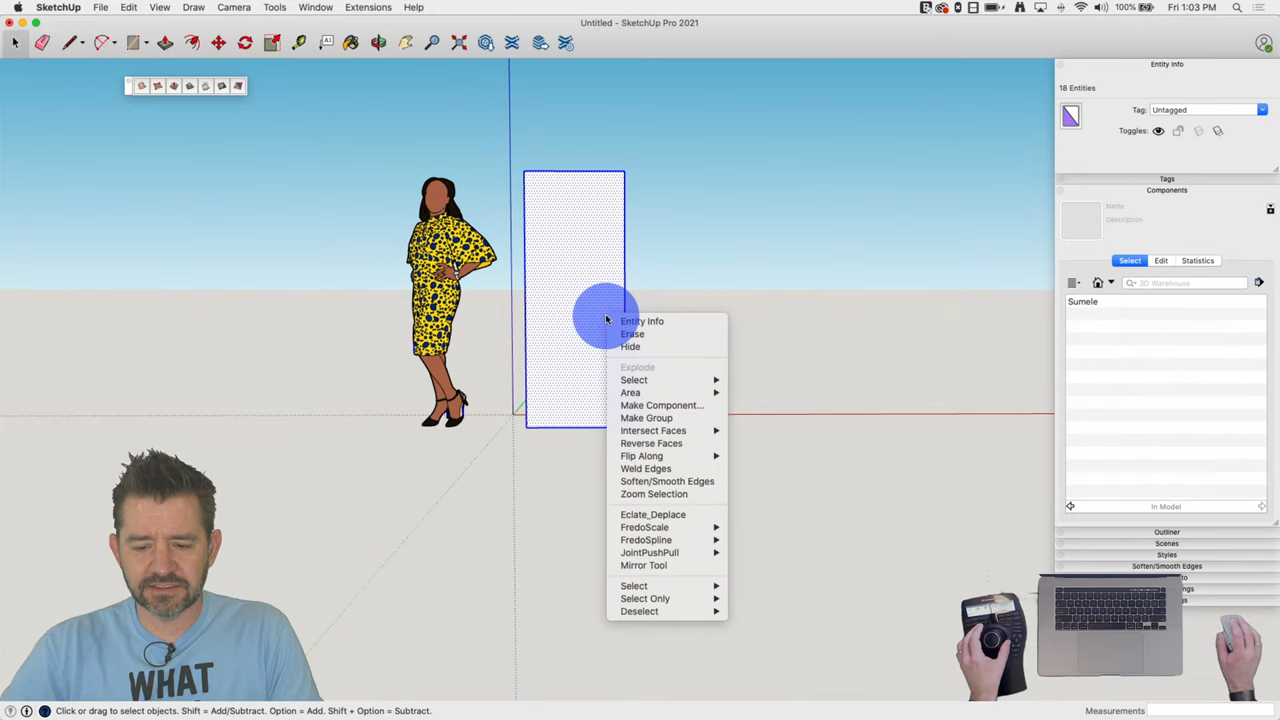 SketchUp File Edit View Draw Camera Tools Window Extensions Help
100% Fri 1:03 PM
Untitled - SketchUp Pro 2021
Entity Info
18 Entities
Tag: Untagged
Toggles:
Tags
Components
Name
Description
Select Edit Statistics
3D Warehouse
Sumele
In Model
Outliner
Scenes
Styles
Soften/Smooth Edges
Entity Info
Erase
Hide
Explode
Select
Area
Make Component...
Make Group
Intersect Faces
Reverse Faces
Flip Along
Weld Edges
Soften/Smooth Edges
Zoom Selection
Eclate_Deplace
FredoScale
FredoSpline
JointPushPull
Mirror Tool
Select
Select Only
Deselect
WHAT
Click or drag to select objects. Shift = Add/Subtract. Option = Add. Shift + Option = Subtract.
Measurements